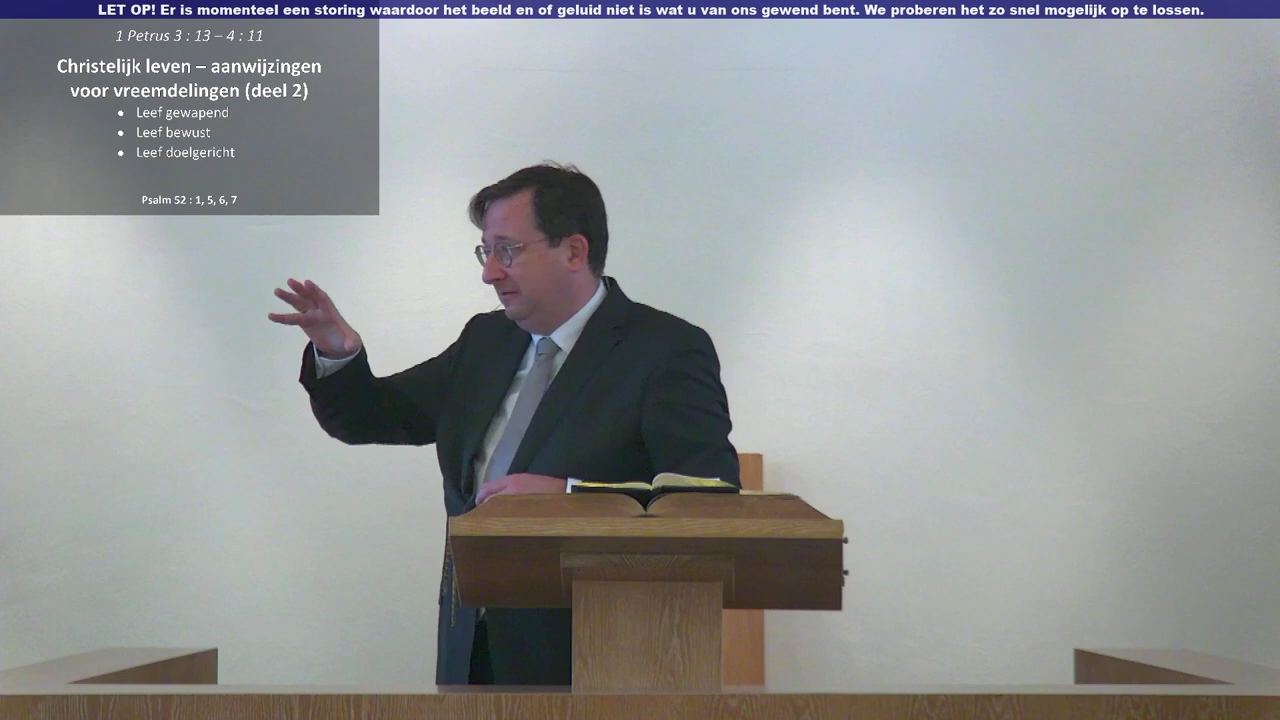 LET OP! Er is momenteel een storing waardoor het beeld en of geluid niet is wat u van ons gewend bent. We proberen het zo snel mogelijk op te lossen.
1 Petrus 3 : 13 – 4 : 11
Christelijk leven – aanwijzingen
voor vreemdelingen (deel 2)
• Leef gewapend
• Leef bewust
• Leef doelgericht
Psalm 52 : 1, 5, 6, 7